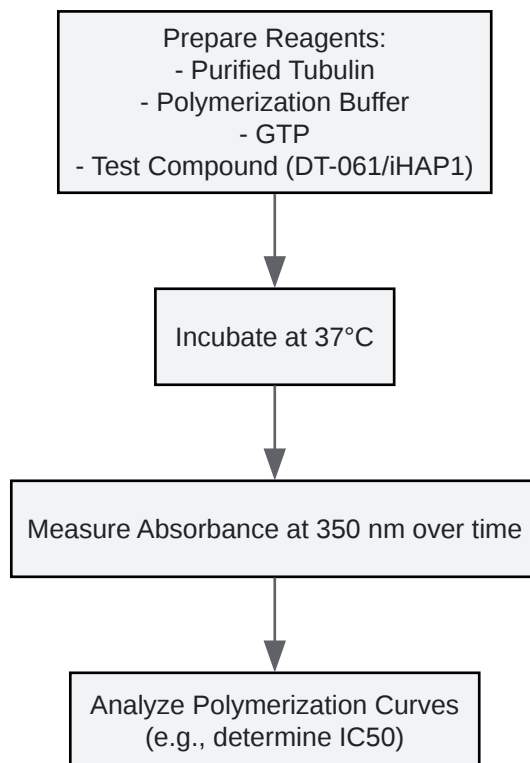 Prepare Reagents:
- Purified Tubulin
- Polymerization Buffer
- GTP
- Test Compound (DT-061/iHAP1)
Incubate at 37°C
Measure Absorbance at 350 nm over time
Analyze Polymerization Curves
(e.g., determine IC50)